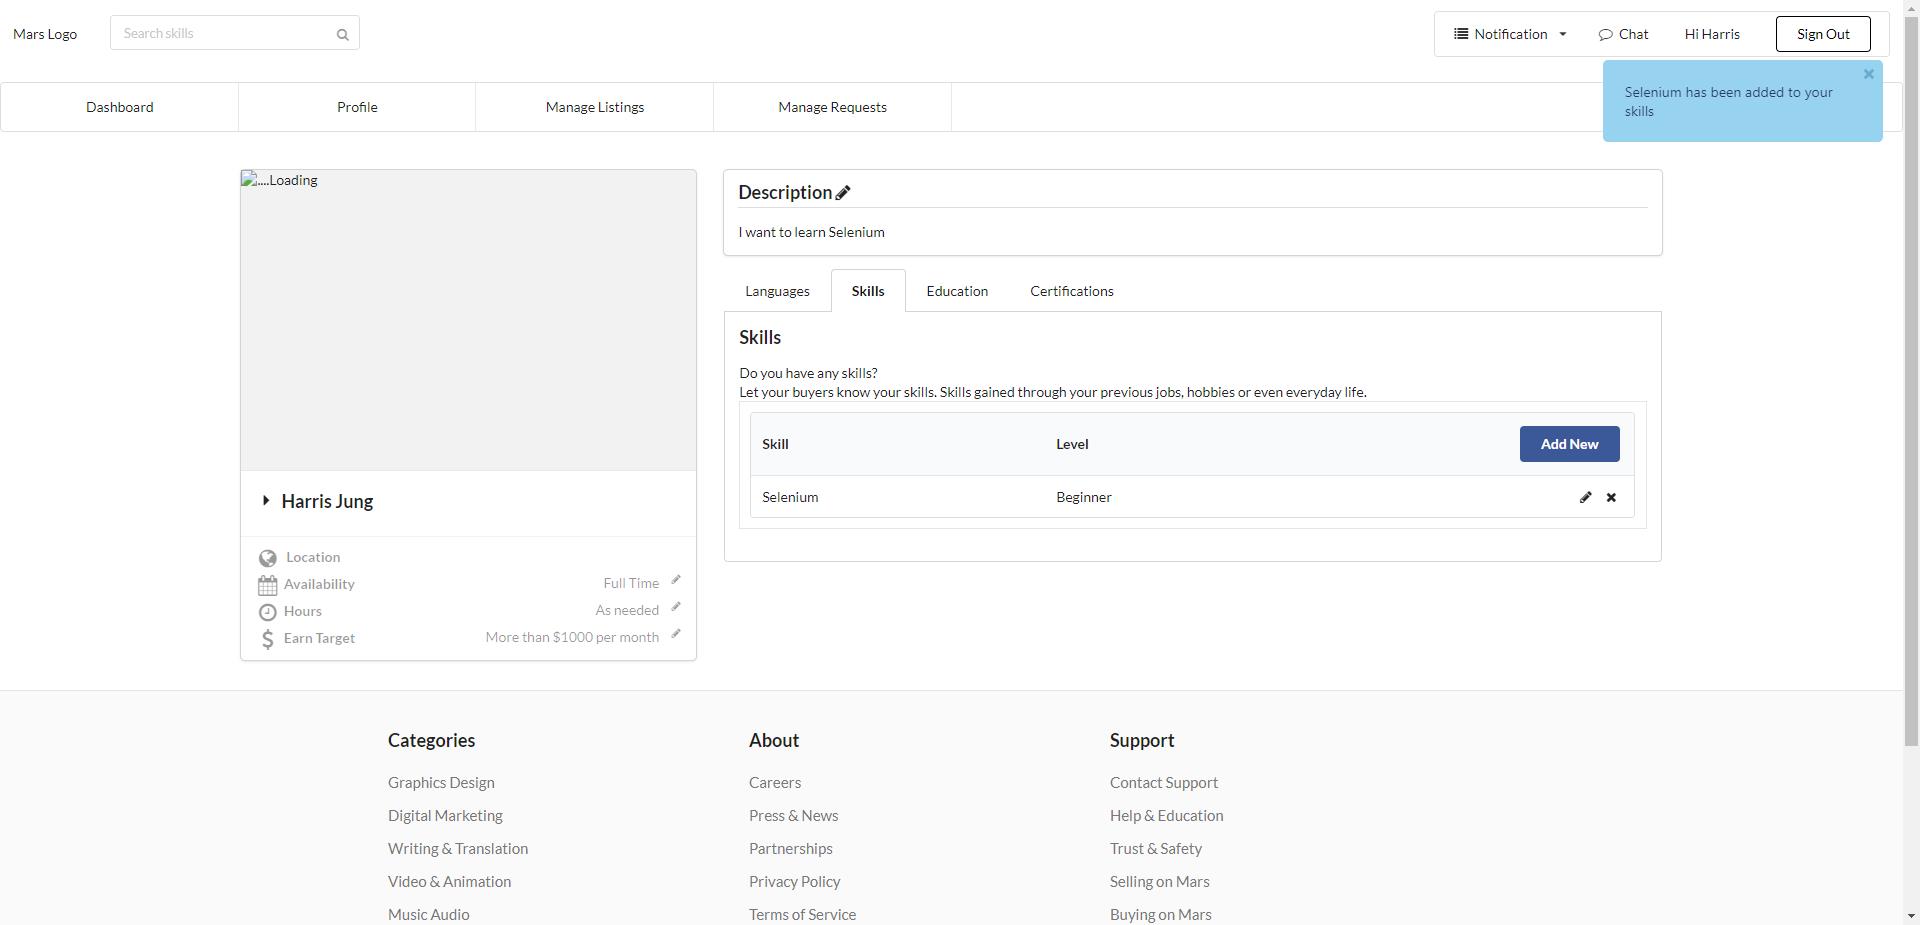 Mars Logo
Search skills
Notification
Chat
Hi Harris
Sign Out
Dashboard
Profile
Manage Listings
Manage Requests
Selenium has been added to your
skills
....Loading
Harris Jung
Location
Availability
Full Time
Hours
As needed
Earn Target
More than $1000 per month
Description
I want to learn Selenium
Languages
Skills
Education
Certifications
Skills
Do you have any skills?
Let your buyers know your skills. Skills gained through your previous jobs, hobbies or even everyday life.
Skill
Level
Add New
Selenium
Beginner
Categories
Graphics Design
Digital Marketing
Writing & Translation
Video & Animation
Music Audio
About
Careers
Press & News
Partnerships
Privacy Policy
Terms of Service
Support
Contact Support
Help & Education
Trust & Safety
Selling on Mars
Buying on Mars